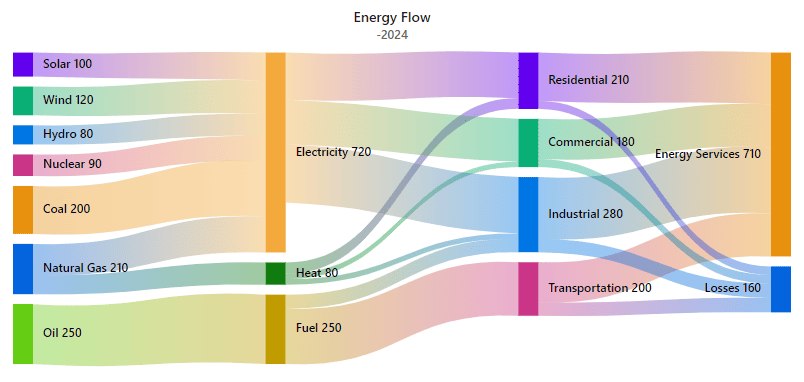 Energy Flow
-2024
Solar 100
Wind 120
Hydro 80
Nuclear 90
Coal 200
Natural Gas 210
Oil 250
Electricity 720
Heat 80
Fuel 250
Residential 210
Commercial 180
Industrial 280
Transportation 200
Energy Services 710
Losses 160